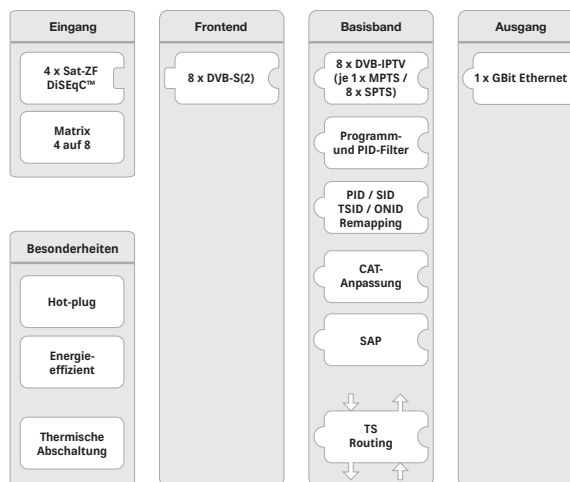 Eingang
4 x Sat-ZF
DiSEqC™
Matrix
4 auf 8
Besonderheiten
Hot-plug
Energie-
effizient
Thermische
Abschaltung
Frontend
8 x DVB-S(2)
Basisband
8 x DVB-IPTV
(je 1 x MPTS /
8 x SPTS)
Programm-
und PID-Filter
PID / SID
TSID / ONID
Remapping
CAT-
Anpassung
SAP
TS
Routing
Ausgang
1 x GBit Ethernet